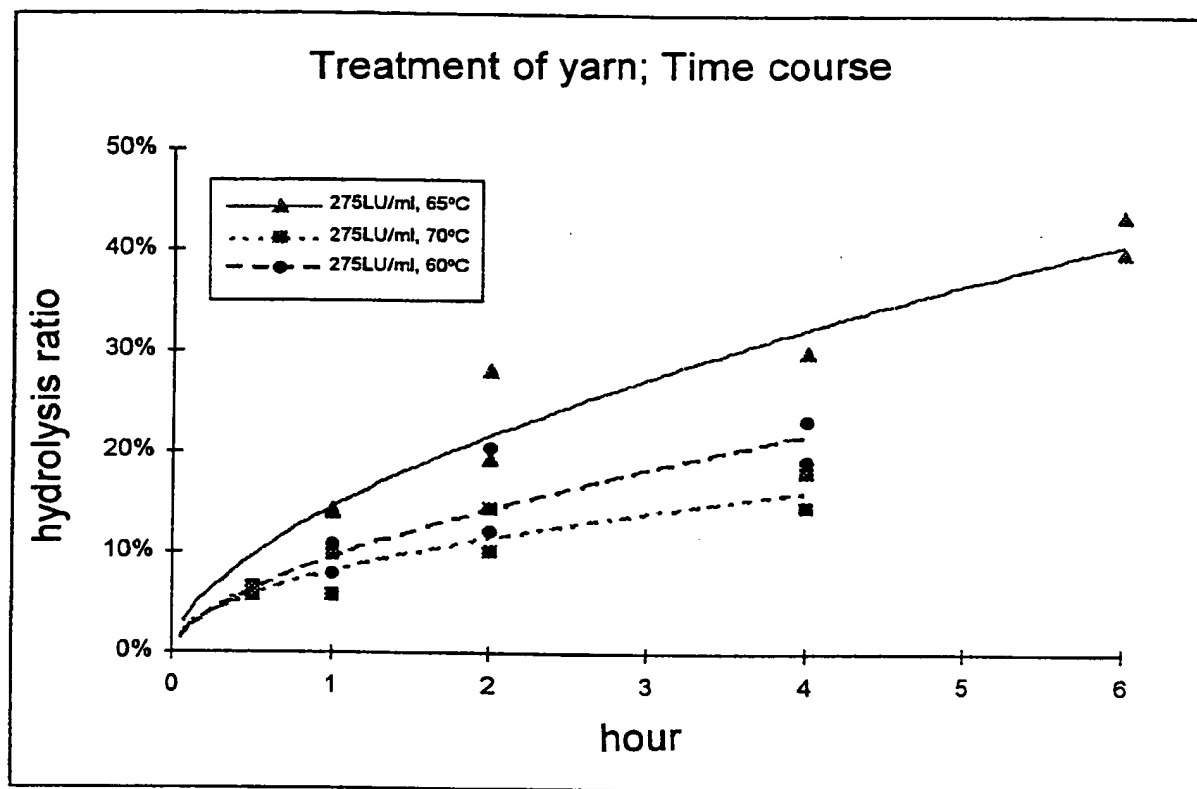 Treatment of yarn; Time course
50%
40%
30%
20%
10%
0%
hydrolysis ratio
275LU/ml, 65°C
275LU/ml, 70°C
275LU/ml, 60°C
0 1 2 3 4 5 6
hour